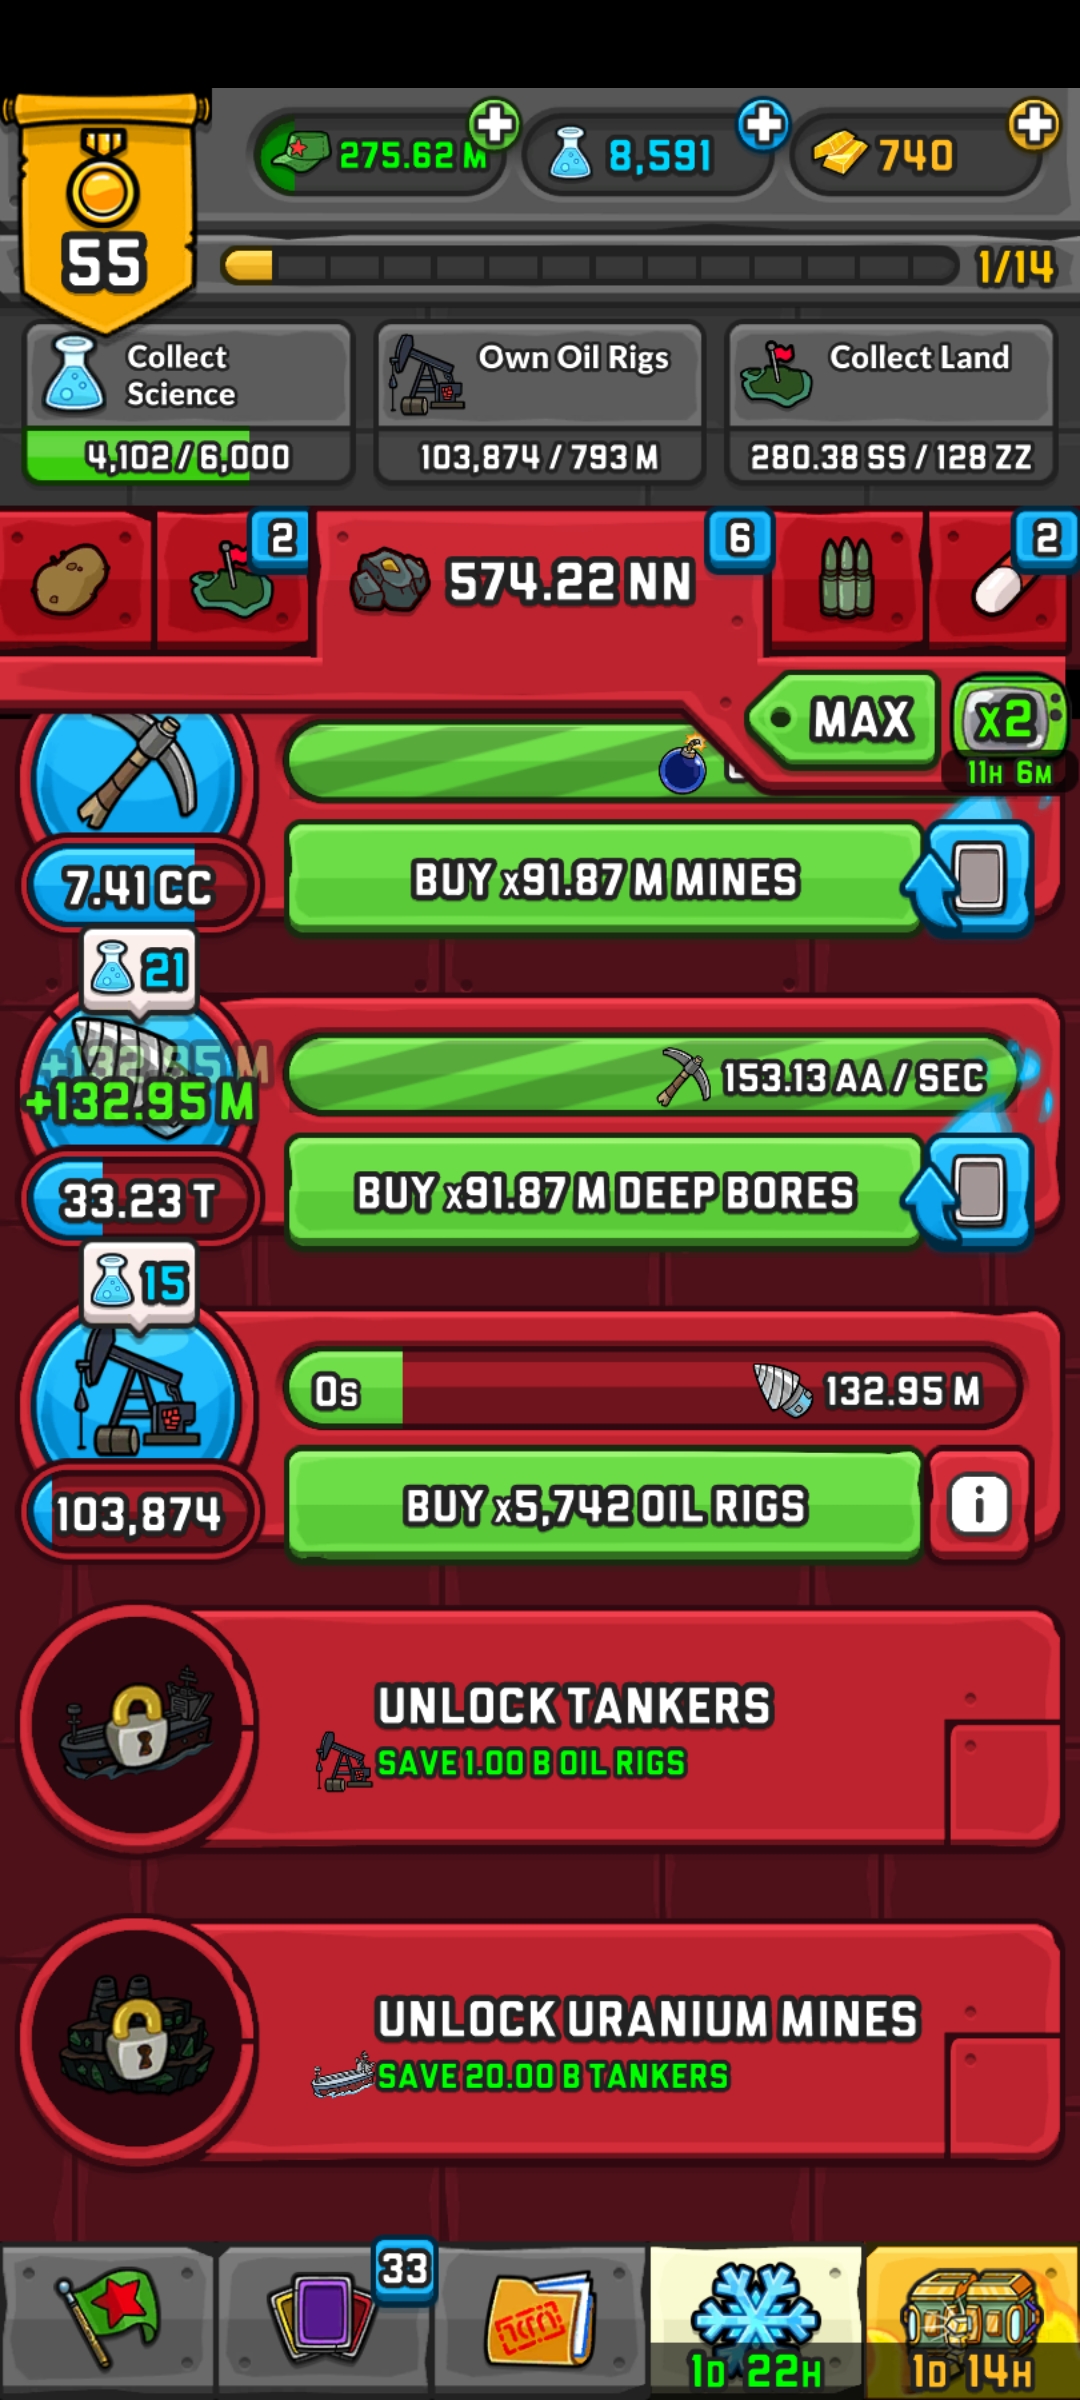 55
275.62 M
8,591
740
1/14
Collect
Science
4,102 / 6,000
Own Oil Rigs
103,874 / 793 M
Collect Land
280.38 SS / 128 ZZ
2
574.22 NN
6
2
MAX
x2
11H 6M
7.41 CC
BUY x91.87 M MINES
21
+132.95 M
+132.95 M
153.13 AA / SEC
33.23 T
BUY x91.87 M DEEP BORES
15
0s
132.95 M
103,874
BUY x5,742 OIL RIGS
i
UNLOCK TANKERS
SAVE 1.00 B OIL RIGS
UNLOCK URANIUM MINES
SAVE 20.00 B TANKERS
33
1D 22H
1D 14H